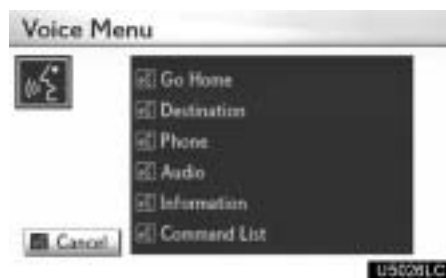 Voice Menu
Go Home
Destination
Phone
Audio
Information
Command List
Cancel
U5026LC